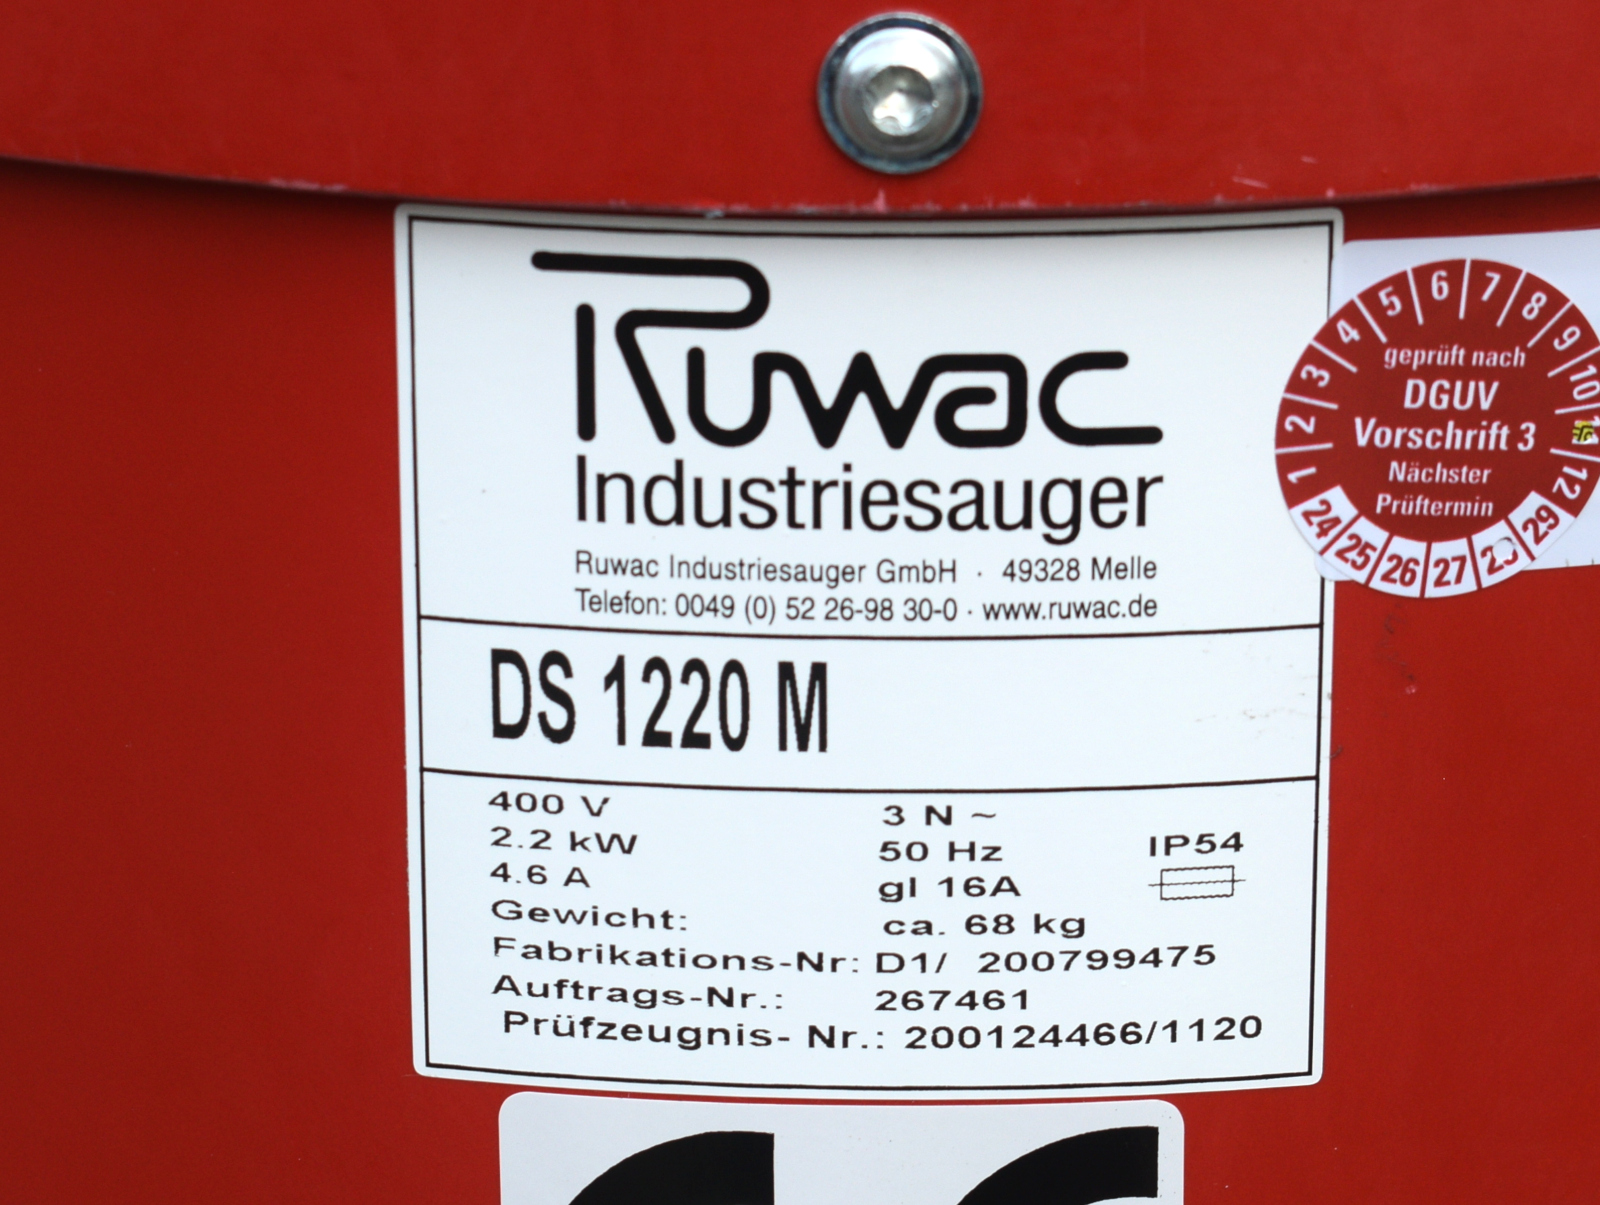 Ruwac
Industriesauger
Ruwac Industriesauger GmbH · 49328 Melle
Telefon: 0049 (0) 52 26-98 30-0 · www.ruwac.de
DS 1220 M
400 V 3 N ~
2.2 kW 50 Hz IP54
4.6 A gl 16A
Gewicht: ca. 68 kg
Fabrikations-Nr: D1/ 200799475
Auftrags-Nr.: 267461
Prüfzeugnis- Nr.: 200124466/1120
1 2 3 4 5 6 7 8 9 10 12
geprüft nach
DGUV
Vorschrift 3
Nächster
Prüftermin
24 25 26 27 29